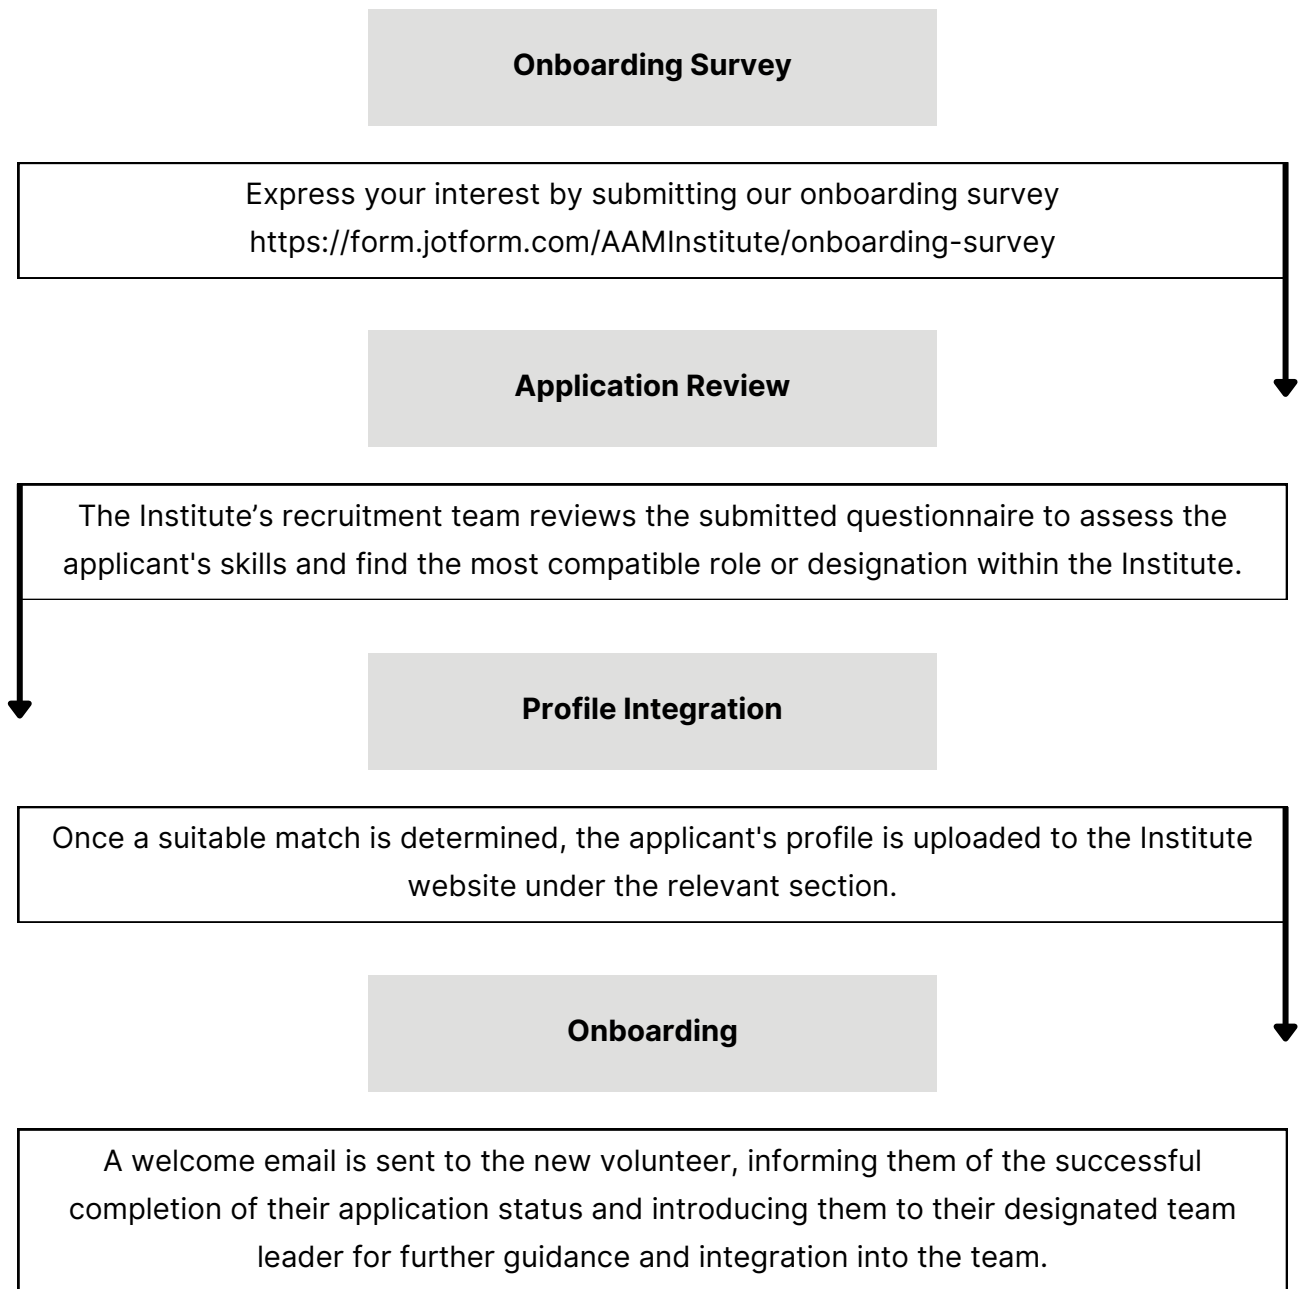 Onboarding Survey
Express your interest by submitting our onboarding survey
https://form.jotform.com/AAMInstitute/onboarding-survey
Application Review
The Institute’s recruitment team reviews the submitted questionnaire to assess the
applicant's skills and find the most compatible role or designation within the Institute.
Profile Integration
Once a suitable match is determined, the applicant's profile is uploaded to the Institute
website under the relevant section.
Onboarding
A welcome email is sent to the new volunteer, informing them of the successful
completion of their application status and introducing them to their designated team
leader for further guidance and integration into the team.